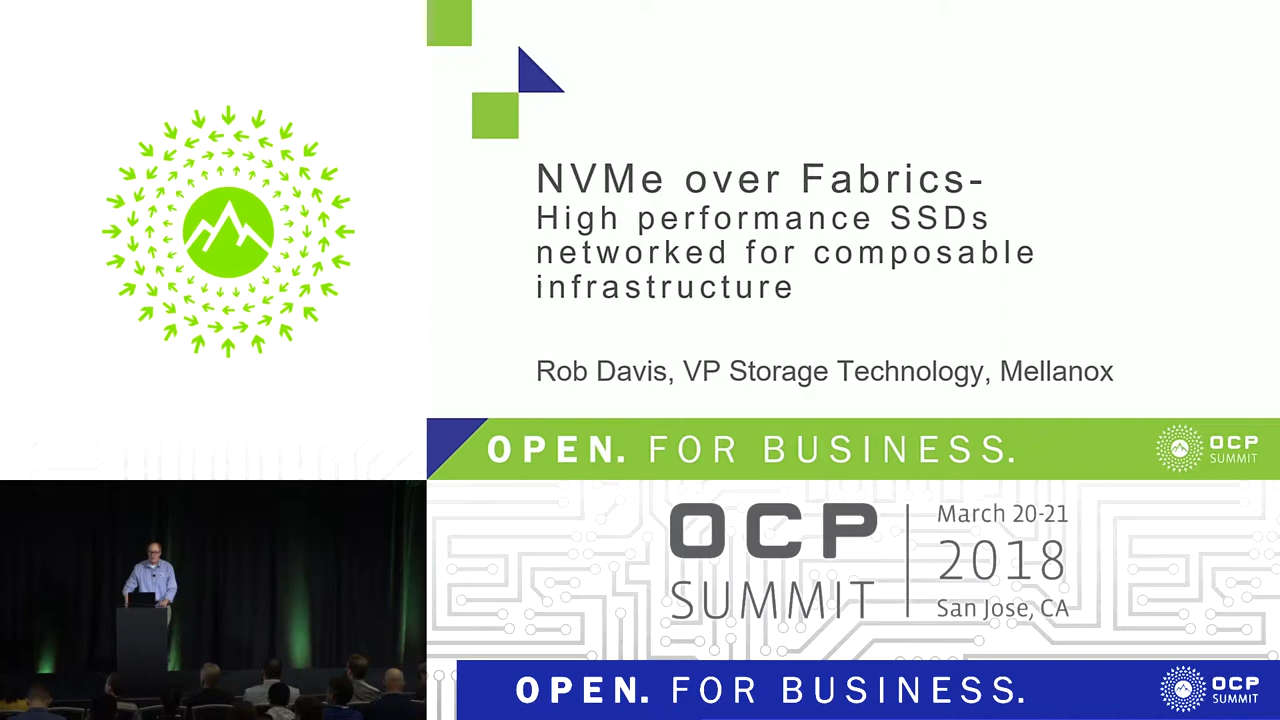 NVMe over Fabrics-
High performance SSDs
networked for composable
infrastructure
Rob Davis, VP Storage Technology, Mellanox
OPEN. FOR BUSINESS.
OCP
SUMMIT
OCP
SUMMIT
March 20-21
2018
San Jose, CA
OPEN. FOR BUSINESS.
OCP
SUMMIT